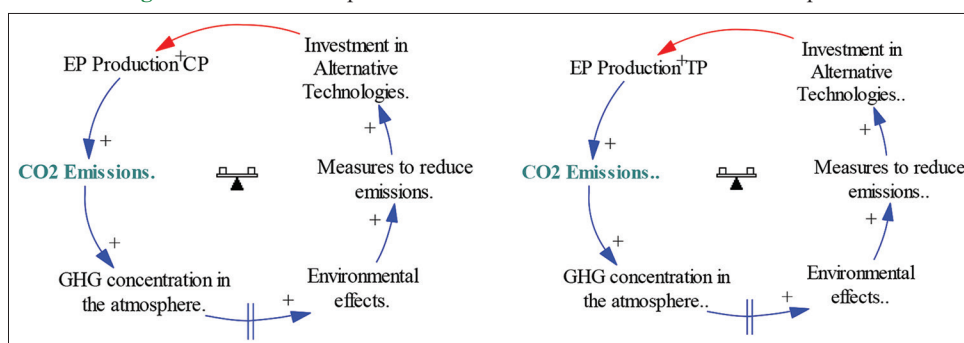 Investment in
Alternative
Technologies.
+
EP Production CP
+
CO2 Emissions.
+
GHG concentration in
the atmosphere.
+
Environmental
effects.
+
Measures to reduce
emissions.
+
Investment in
Alternative
Technologies..
+
EP Production TP
+
CO2 Emissions..
+
GHG concentration in
the atmosphere..
+
Environmental
effects..
+
Measures to reduce
emissions..
+